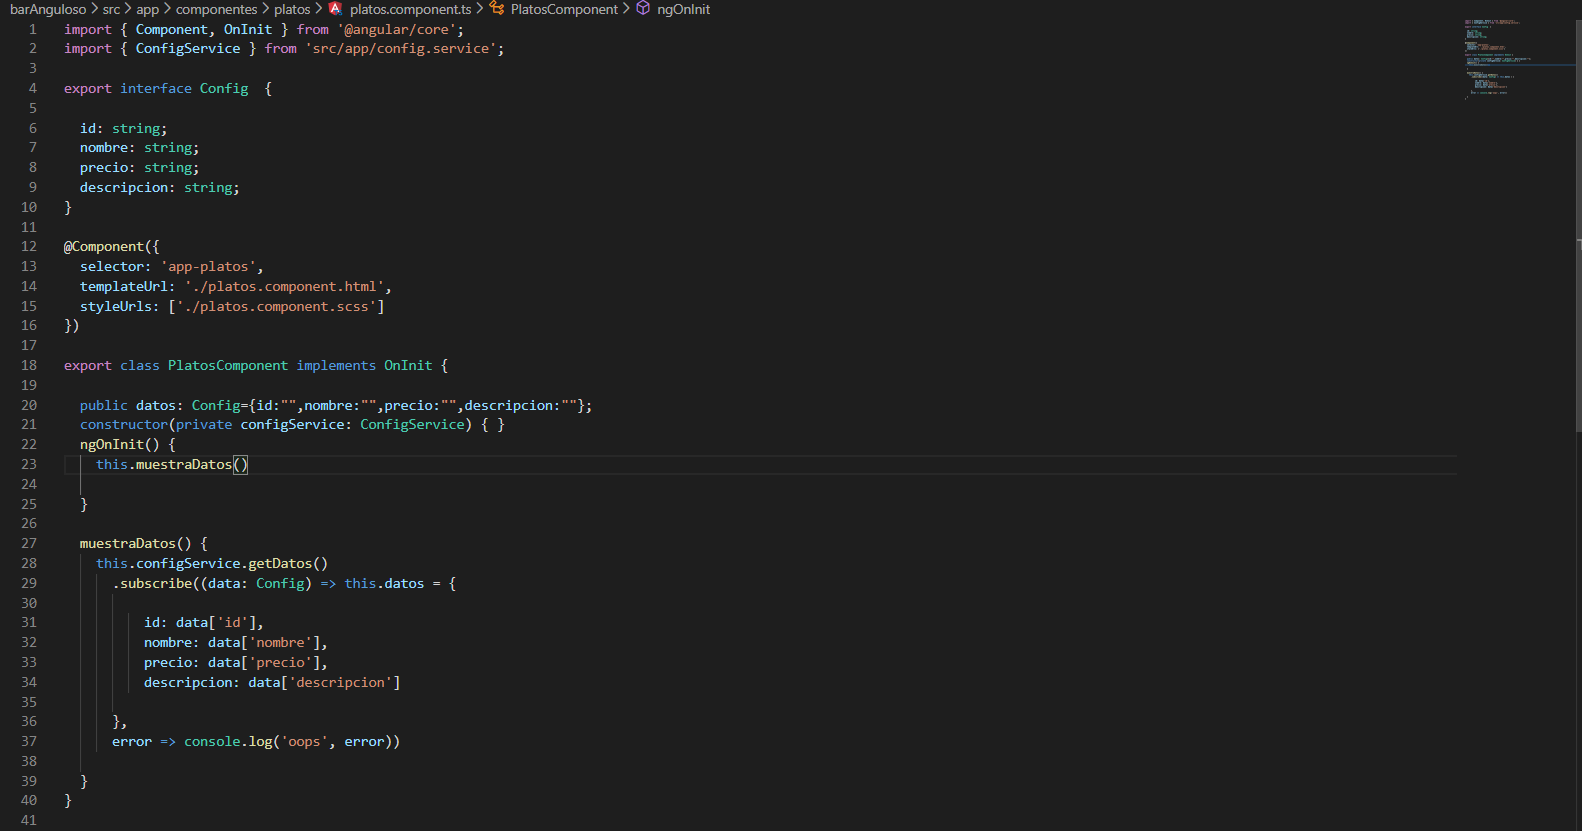 barAnguloso > src > app > componentes > platos > platos.component.ts > PlatosComponent > ngOnInit
1 import { Component, OnInit } from '@angular/core';
2 import { ConfigService } from 'src/app/config.service';
3
4 export interface Config  {
5
6   id: string;
7   nombre: string;
8   precio: string;
9   descripcion: string;
10 }
11
12 @Component({
13   selector: 'app-platos',
14   templateUrl: './platos.component.html',
15   styleUrls: ['./platos.component.scss']
16 })
17
18 export class PlatosComponent implements OnInit {
19
20   public datos: Config={id:"",nombre:"",precio:"",descripcion:""};
21   constructor(private configService: ConfigService) { }
22   ngOnInit() {
23     this.muestraDatos()
24
25   }
26
27   muestraDatos() {
28     this.configService.getDatos()
29       .subscribe((data: Config) => this.datos = {
30
31           id: data['id'],
32           nombre: data['nombre'],
33           precio: data['precio'],
34           descripcion: data['descripcion']
35
36       },
37       error => console.log('oops', error))
38
39   }
40 }
41